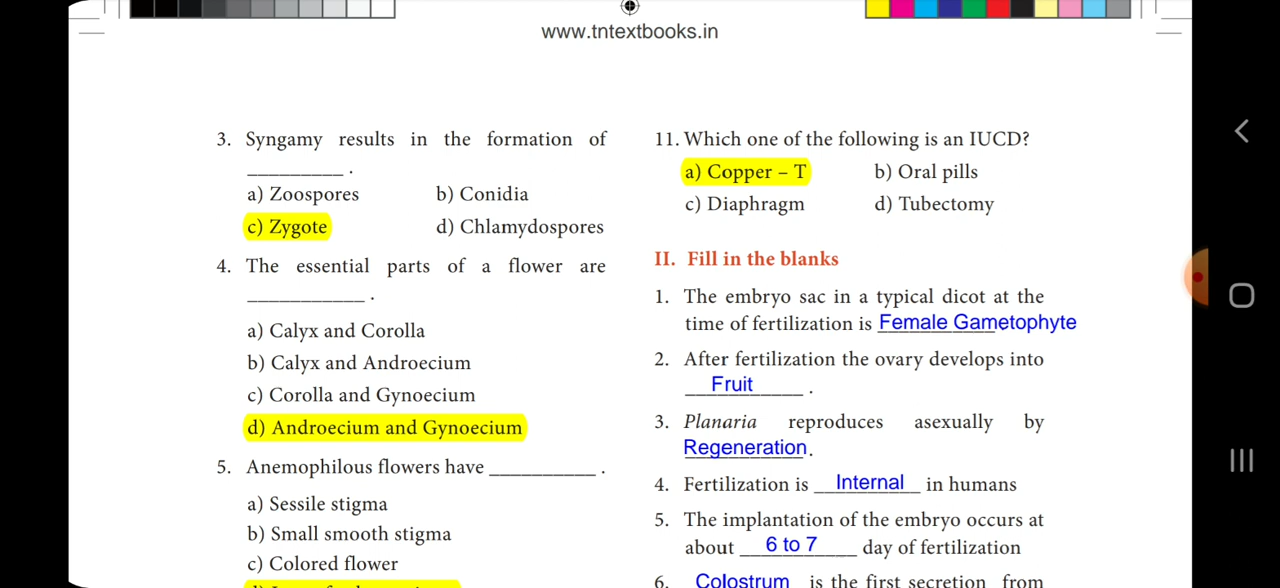 www.tntextbooks.in
3. Syngamy results in the formation of
_________ .
a) Zoospores b) Conidia
c) Zygote d) Chlamydospores
4. The essential parts of a flower are
___________ .
a) Calyx and Corolla
b) Calyx and Androecium
c) Corolla and Gynoecium
d) Androecium and Gynoecium
5. Anemophilous flowers have __________ .
a) Sessile stigma
b) Small smooth stigma
c) Colored flower
11. Which one of the following is an IUCD?
a) Copper – T b) Oral pills
c) Diaphragm d) Tubectomy
II. Fill in the blanks
1. The embryo sac in a typical dicot at the
time of fertilization is Female Gametophyte
2. After fertilization the ovary develops into
Fruit .
3. Planaria reproduces asexually by
Regeneration.
4. Fertilization is Internal in humans
5. The implantation of the embryo occurs at
about 6 to 7 day of fertilization
6. Colostrum is the first secretion from